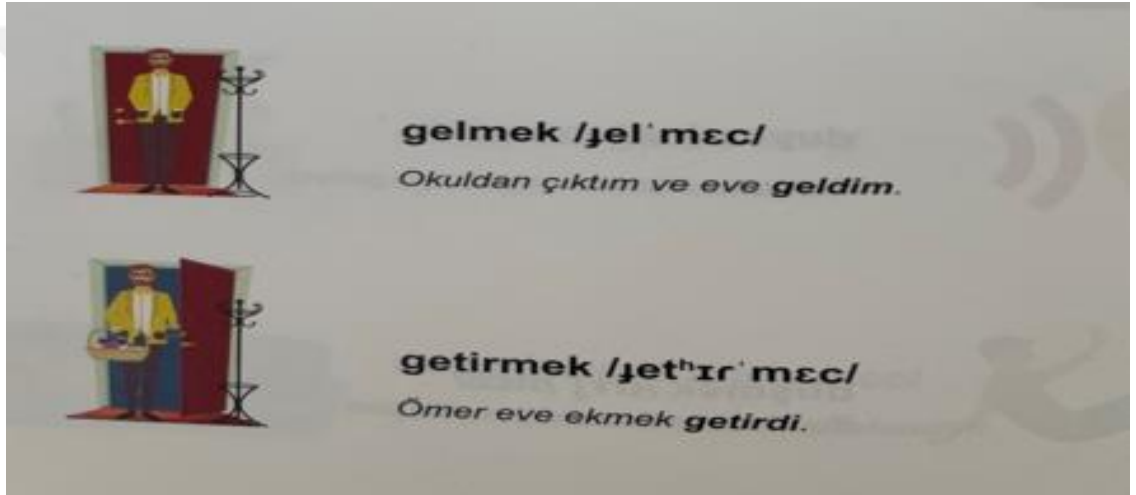 gelmek /ɟelˈmɛc/
Okuldan çıktım ve eve geldim.
getirmek /ɟetʰɪɾˈmɛc/
Ömer eve ekmek getirdi.